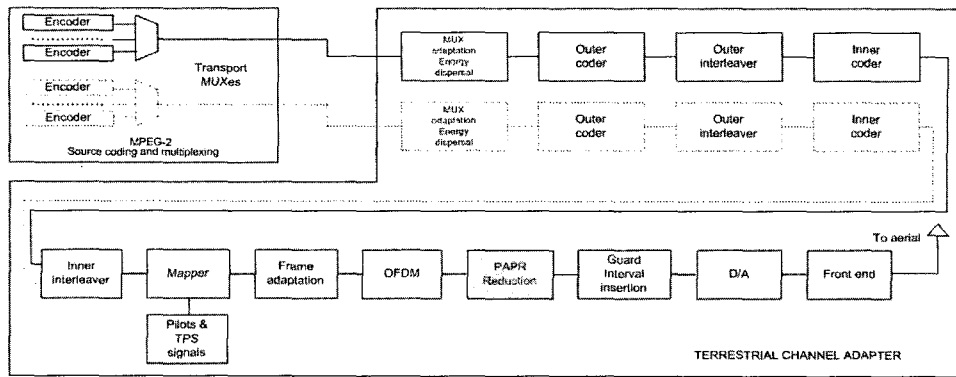 Encoder
Encoder
Encoder
Encoder
Transport
MUXes
MPEG-2
Source coding and multiplexing
MUX
adaptation
Energy
dispersal
Outer
coder
Outer
interleaver
Inner
coder
MUX
adaptation
Energy
dispersal
Outer
coder
Outer
interleaver
Inner
coder
To aerial
Inner
interleaver
Mapper
Frame
adaptation
OFDM
PAPR
Reduction
Guard
Interval
insertion
D/A
Front end
Pilots &
TPS
signals
TERRESTRIAL CHANNEL ADAPTER